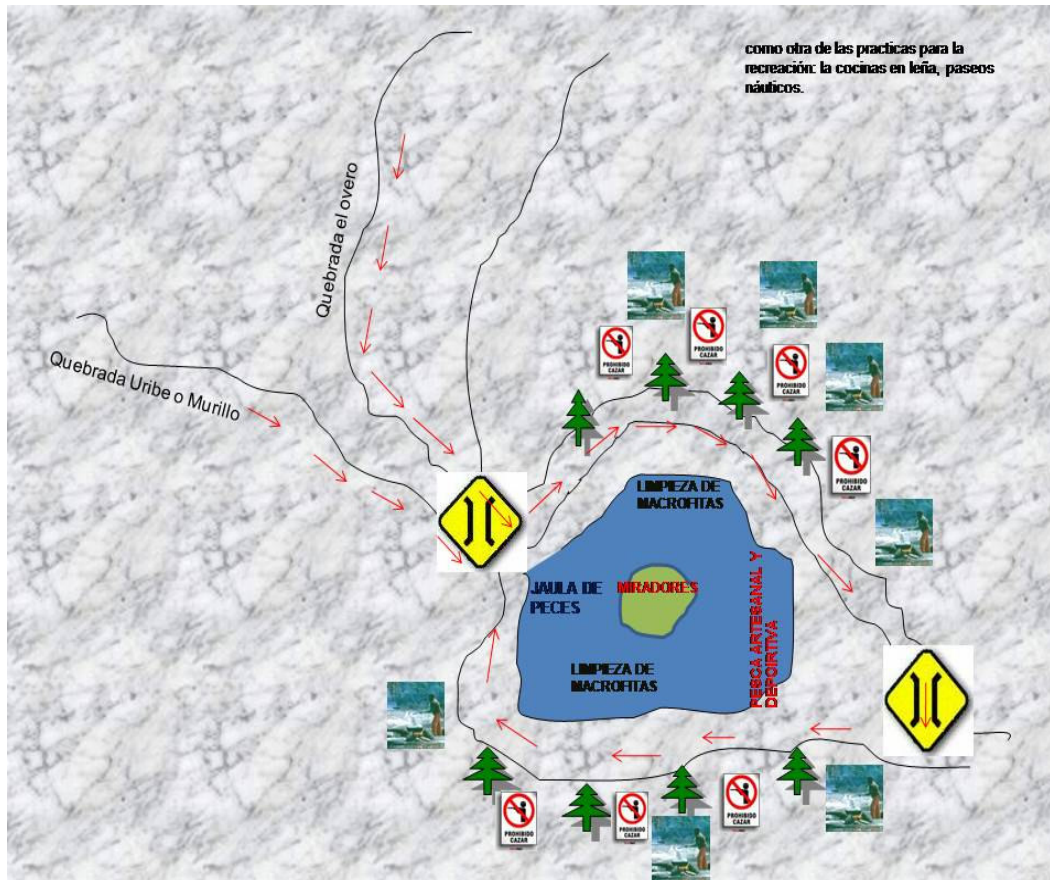 como otra de las practicas para la
recreación: la cocinas en leña, paseos
náuticos.
Quebrada el overo
Quebrada Uribe o Murillo
PROHIBIDO
CAZAR
PROHIBIDO
CAZAR
PROHIBIDO
CAZAR
PROHIBIDO
CAZAR
LIMPIEZA DE
MACROFITAS
JAULA DE
PECES
MIRADORES
PESCA ARTEGANAL Y
DEPOIRTIVA
LIMPIEZA DE
MACROFITAS
PROHIBIDO
CAZAR
PROHIBIDO
CAZAR
PROHIBIDO
CAZAR